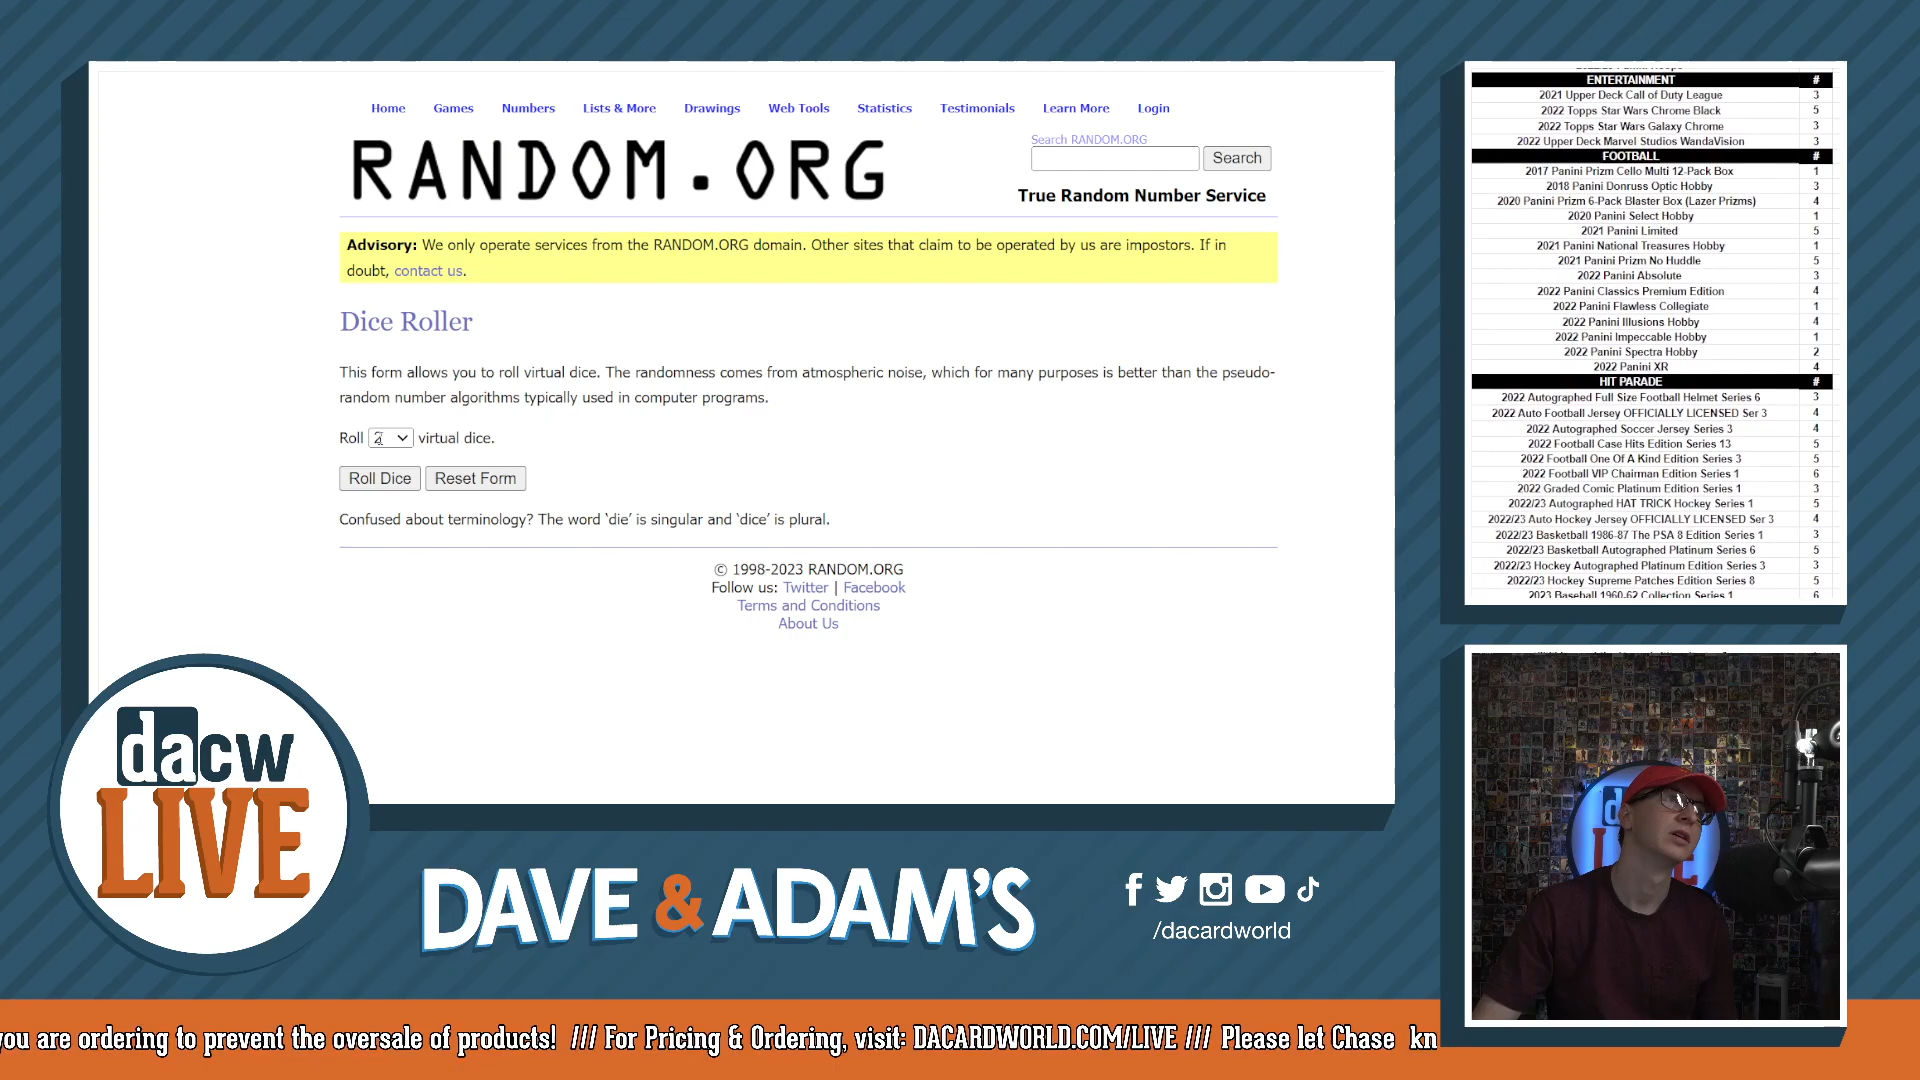 Home Games Numbers Lists & More Drawings Web Tools Statistics Testimonials Learn More Login
RANDOM.ORG
Search RANDOM.ORG
Search
True Random Number Service
Advisory: We only operate services from the RANDOM.ORG domain. Other sites that claim to be operated by us are impostors. If in
doubt, contact us.
Dice Roller
This form allows you to roll virtual dice. The randomness comes from atmospheric noise, which for many purposes is better than the pseudo-
random number algorithms typically used in computer programs.
Roll 2 virtual dice.
Roll Dice Reset Form
Confused about terminology? The word 'die' is singular and 'dice' is plural.
© 1998-2023 RANDOM.ORG
Follow us: Twitter | Facebook
Terms and Conditions
About Us
ENTERTAINMENT #
2021 Upper Deck Call of Duty League 3
2022 Topps Star Wars Chrome Black 5
2022 Topps Star Wars Galaxy Chrome 3
2022 Upper Deck Marvel Studios WandaVision 3
FOOTBALL #
2017 Panini Prizm Cello Multi 12-Pack Box 1
2018 Panini Donruss Optic Hobby 3
2020 Panini Prizm 6-Pack Blaster Box (Lazer Prizms) 4
2020 Panini Select Hobby 1
2021 Panini Limited 5
2021 Panini National Treasures Hobby 1
2021 Panini Prizm No Huddle 5
2022 Panini Absolute 3
2022 Panini Classics Premium Edition 4
2022 Panini Flawless Collegiate 1
2022 Panini Illusions Hobby 4
2022 Panini Impeccable Hobby 1
2022 Panini Spectra Hobby 2
2022 Panini XR 4
HIT PARADE #
2022 Autographed Full Size Football Helmet Series 6 3
2022 Auto Football Jersey OFFICIALLY LICENSED Ser 3 4
2022 Autographed Soccer Jersey Series 3 4
2022 Football Case Hits Edition Series 13 5
2022 Football One Of A Kind Edition Series 3 5
2022 Football VIP Chairman Edition Series 1 6
2022 Graded Comic Platinum Edition Series 1 3
2022/23 Autographed HAT TRICK Hockey Series 1 5
2022/23 Auto Hockey Jersey OFFICIALLY LICENSED Ser 3 4
2022/23 Basketball 1986-87 The PSA 8 Edition Series 1 3
2022/23 Basketball Autographed Platinum Series 6 5
2022/23 Hockey Autographed Platinum Edition Series 3 3
2022/23 Hockey Supreme Patches Edition Series 8 5
2023 Baseball 1960-62 Collection Series 1 6
dacw
LIVE
DAVE & ADAM'S
/dacardworld
you are ordering to prevent the oversale of products! /// For Pricing & Ordering, visit: DACARDWORLD.COM/LIVE /// Please let Chase kn